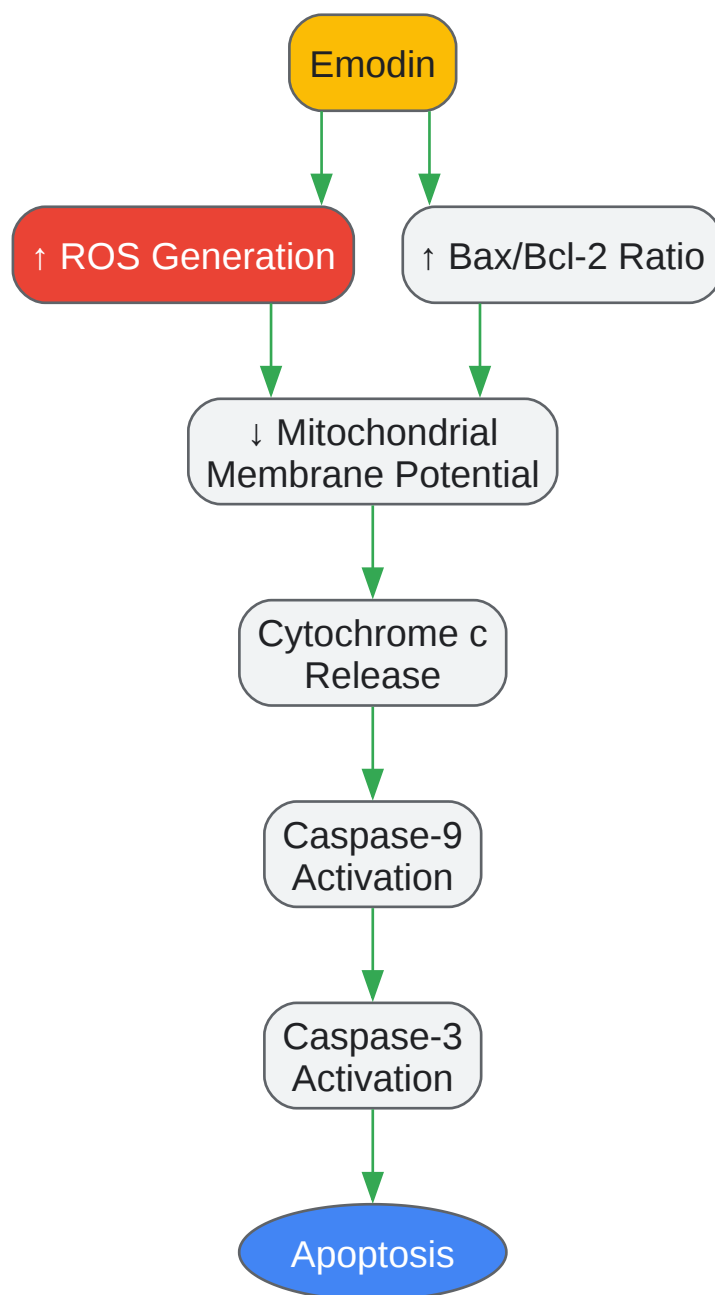 Emodin
↑ ROS Generation
↑ Bax/Bcl-2 Ratio
↓ Mitochondrial
Membrane Potential
Cytochrome c
Release
Caspase-9
Activation
Caspase-3
Activation
Apoptosis